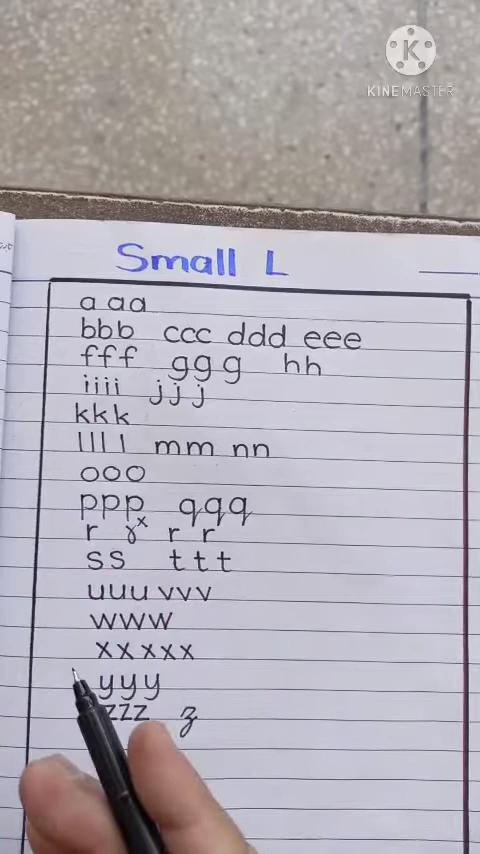 KINEMASTER
Small L
a aa
bbb ccc ddd eee
fff ggg hh
iiii jjj
kkk
llll mm nn
ooo
ppp qqq
r r x r r
ss ttt
uuu vvv
www
xxxxx
yyy
zzz z